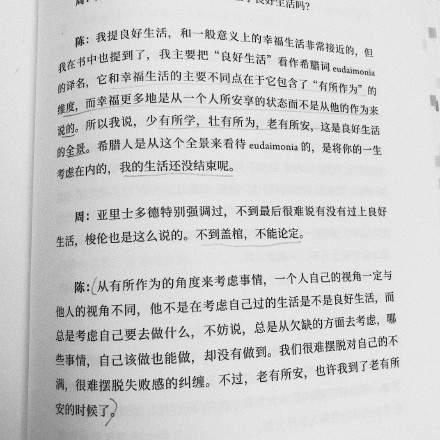 良好生活吗？
陈：我提良好生活，和一般意义上的幸福生活非常接近的，但
我在书中也提到了，我主要把“良好生活”看作希腊词 eudaimonia
的译名，它和幸福生活的主要不同点在于它包含了“有所作为”的
维度，而幸福更多地是从一个人所安享的状态而不是从他的作为来
说的。所以我说，少有所学，壮有所为，老有所安，这是良好生活
的全景。希腊人是从这个全景来看待 eudaimonia 的，是将你的一生
考虑在内的，我的生活还没结束呢。
周：亚里士多德特别强调过，不到最后很难说有没有过上良好
生活，梭伦也是这么说的。不到盖棺，不能论定。
陈：从有所作为的角度来考虑事情，一个人自己的视角一定与
他人的视角不同，他不是在考虑自己过的生活是不是良好生活，而
总是考虑自己要去做什么，不妨说，总是从欠缺的方面去考虑，哪
些事情，自己该做也能做，却没有做到。我们很难摆脱对自己的不
满，很难摆脱失败感的纠缠。不过，老有所安，也许我到了老有所
安的时候了。